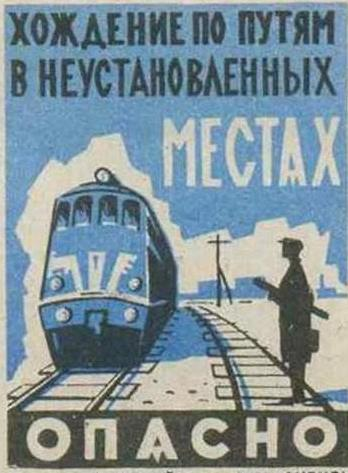 ХОЖДЕНИЕ ПО ПУТЯМ
В НЕУСТАНОВЛЕННЫХ
МЕСТАХ
ОПАСНО